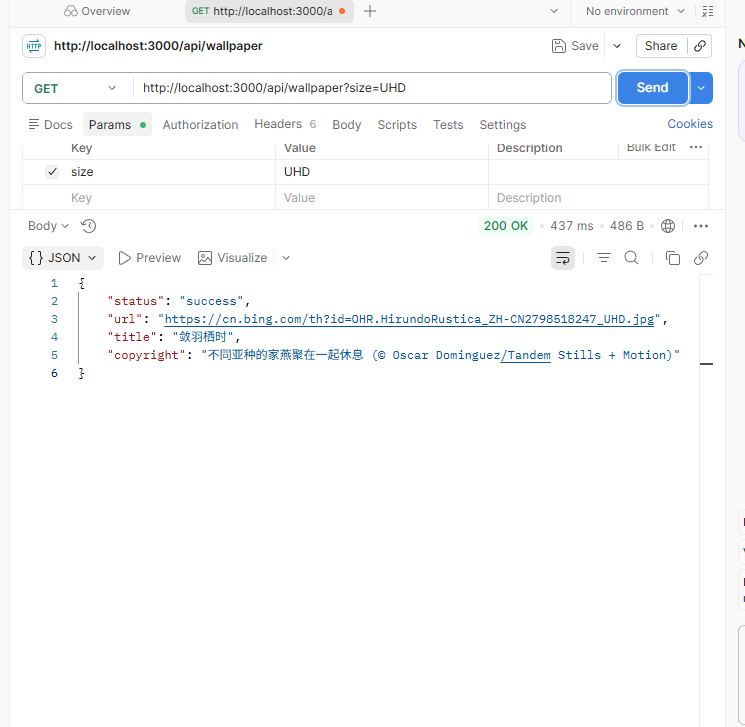 Overview
GET http://localhost:3000/a
No environment
HTTP http://localhost:3000/api/wallpaper
Save
Share
GET
http://localhost:3000/api/wallpaper?size=UHD
Send
Docs Params Authorization Headers 6 Body Scripts Tests Settings Cookies
Key Value Description Bulk Edit
size UHD
Key Value Description
Body
200 OK • 437 ms • 486 B
{ } JSON Preview Visualize
1 {
2 "status": "success",
3 "url": "https://cn.bing.com/th?id=OHR.HirundoRustica_ZH-CN2798518247_UHD.jpg",
4 "title": "敛羽栖时",
5 "copyright": "不同亚种的家燕聚在一起休息 (© Oscar Dominguez/Tandem Stills + Motion)"
6 }